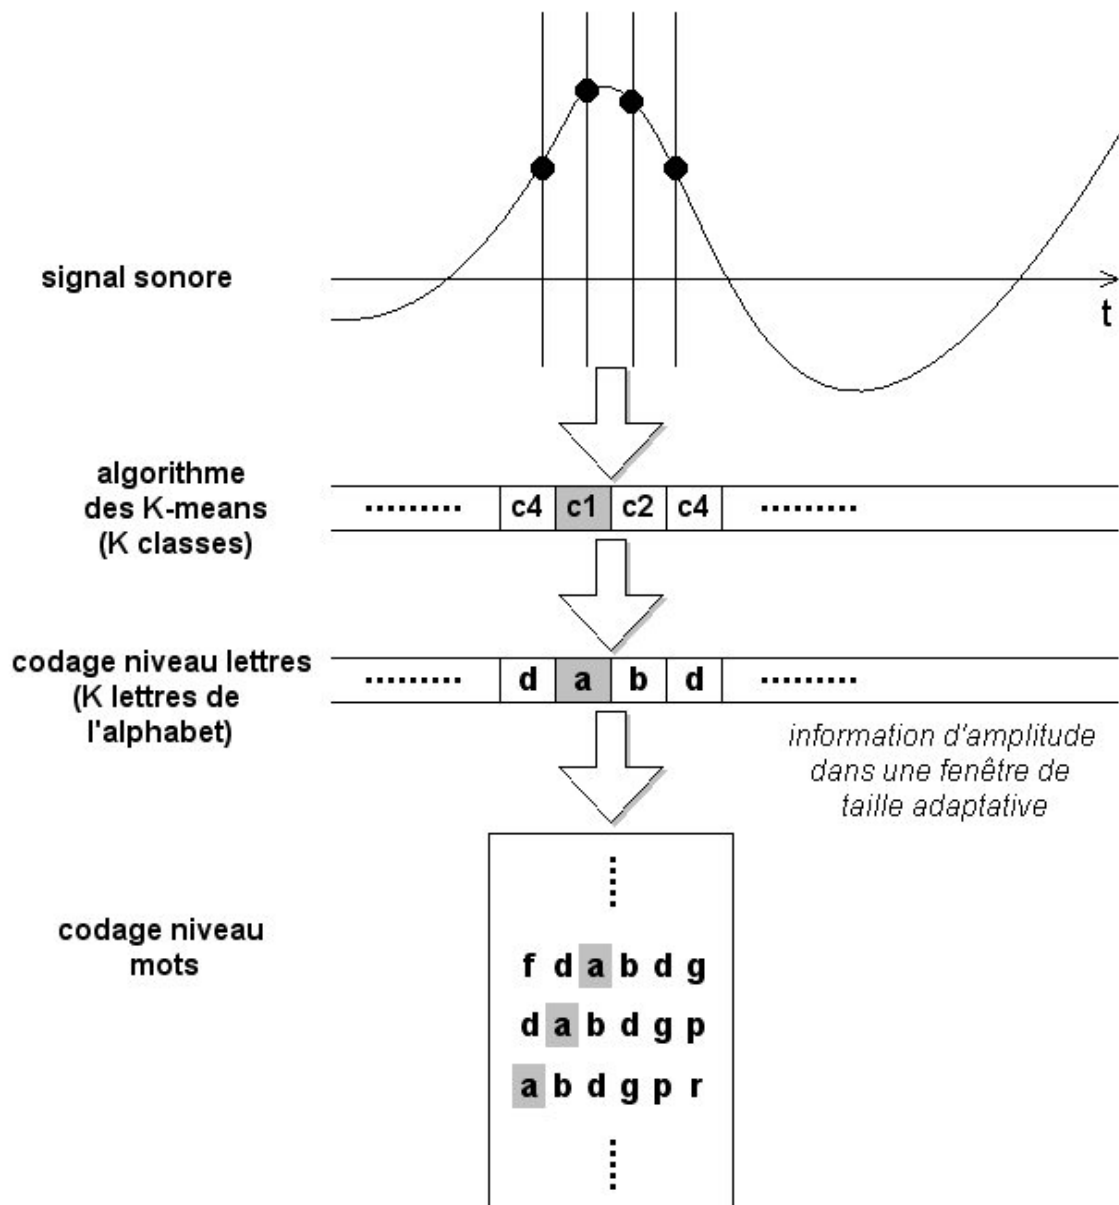 signal sonore
t
algorithme
des K-means
(K classes)
c4 c1 c2 c4
codage niveau lettres
(K lettres de
l'alphabet)
d a b d
information d'amplitude
dans une fenêtre de
taille adaptative
codage niveau
mots
f d a b d g
d a b d g p
a b d g p r